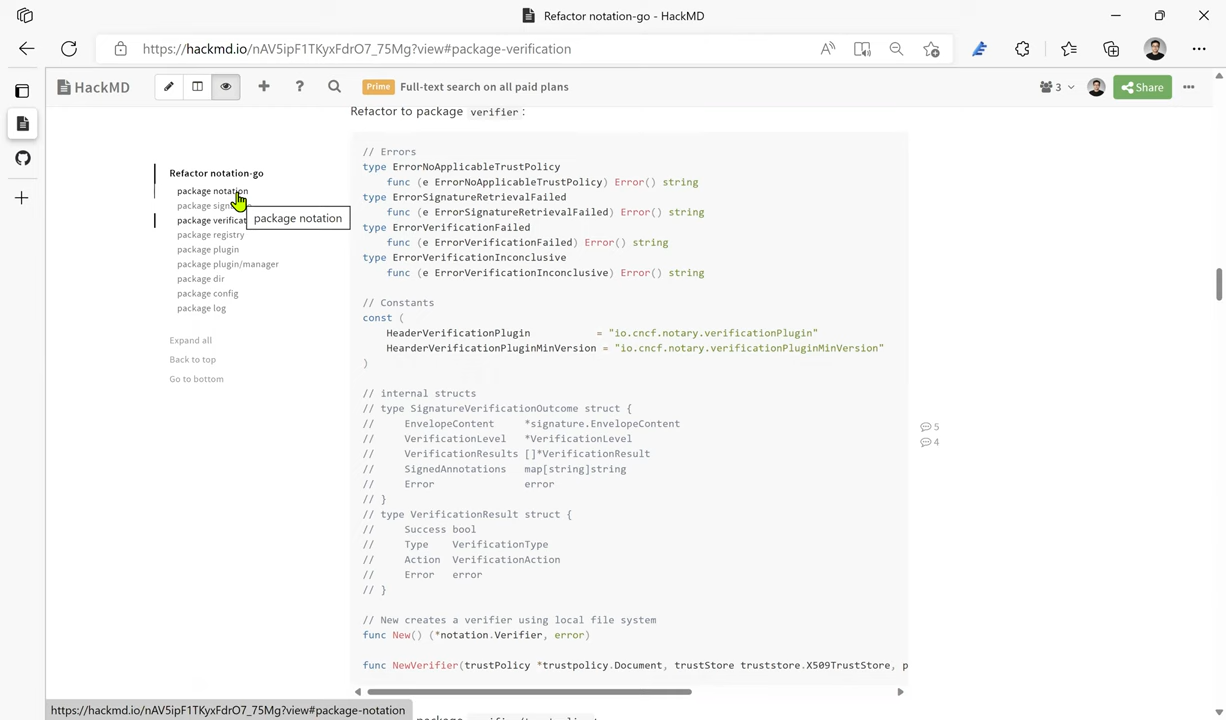 Refactor notation-go - HackMD
https://hackmd.io/nAV5ipF1TKyxFdrO7_75Mg?view#package-verification
HackMD
Prime Full-text search on all paid plans
3
Share
Refactor notation-go
package notation
package sign
package verificat
package registry
package plugin
package plugin/manager
package dir
package config
package log
Expand all
Back to top
Go to bottom
package notation
Refactor to package verifier:
// Errors
type ErrorNoApplicableTrustPolicy
func (e ErrorNoApplicableTrustPolicy) Error() string
type ErrorSignatureRetrievalFailed
func (e ErrorSignatureRetrievalFailed) Error() string
type ErrorVerificationFailed
func (e ErrorVerificationFailed) Error() string
type ErrorVerificationInconclusive
func (e ErrorVerificationInconclusive) Error() string
// Constants
const (
HeaderVerificationPlugin = "io.cncf.notary.verificationPlugin"
HearderVerificationPluginMinVersion = "io.cncf.notary.verificationPluginMinVersion"
)
// internal structs
// type SignatureVerificationOutcome struct {
// EnvelopeContent *signature.EnvelopeContent
// VerificationLevel *VerificationLevel
// VerificationResults []*VerificationResult
// SignedAnnotations map[string]string
// Error error
// }
// type VerificationResult struct {
// Success bool
// Type VerificationType
// Action VerificationAction
// Error error
// }
// New creates a verifier using local file system
func New() (*notation.Verifier, error)
func NewVerifier(trustPolicy *trustpolicy.Document, trustStore truststore.X509TrustStore, p
5
4
https://hackmd.io/nAV5ipF1TKyxFdrO7_75Mg?view#package-notation